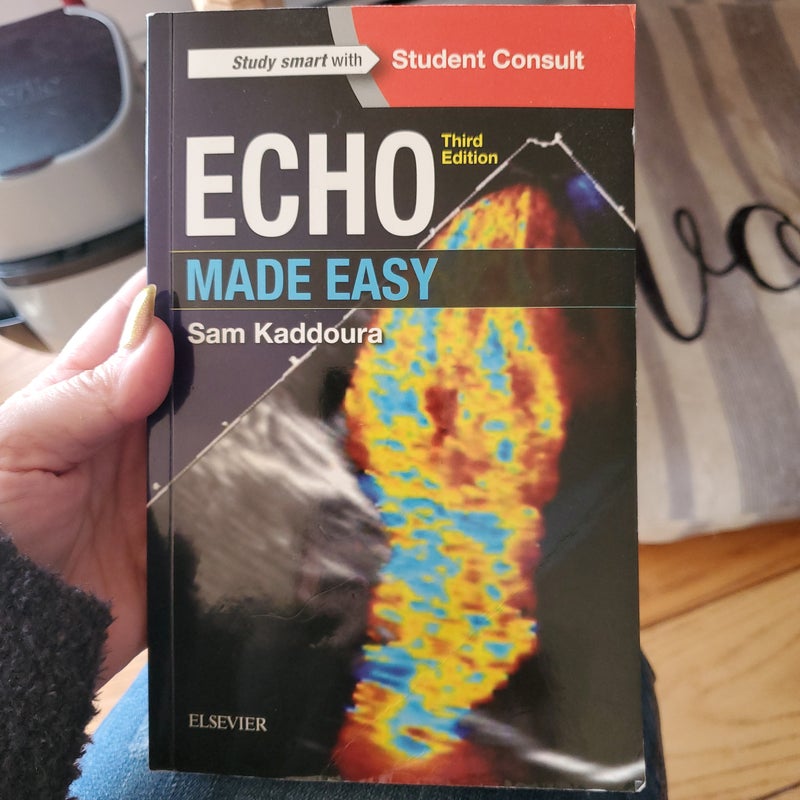 Study smart with
Student Consult
ECHO
Third
Edition
MADE EASY
Sam Kaddoura
ELSEVIER